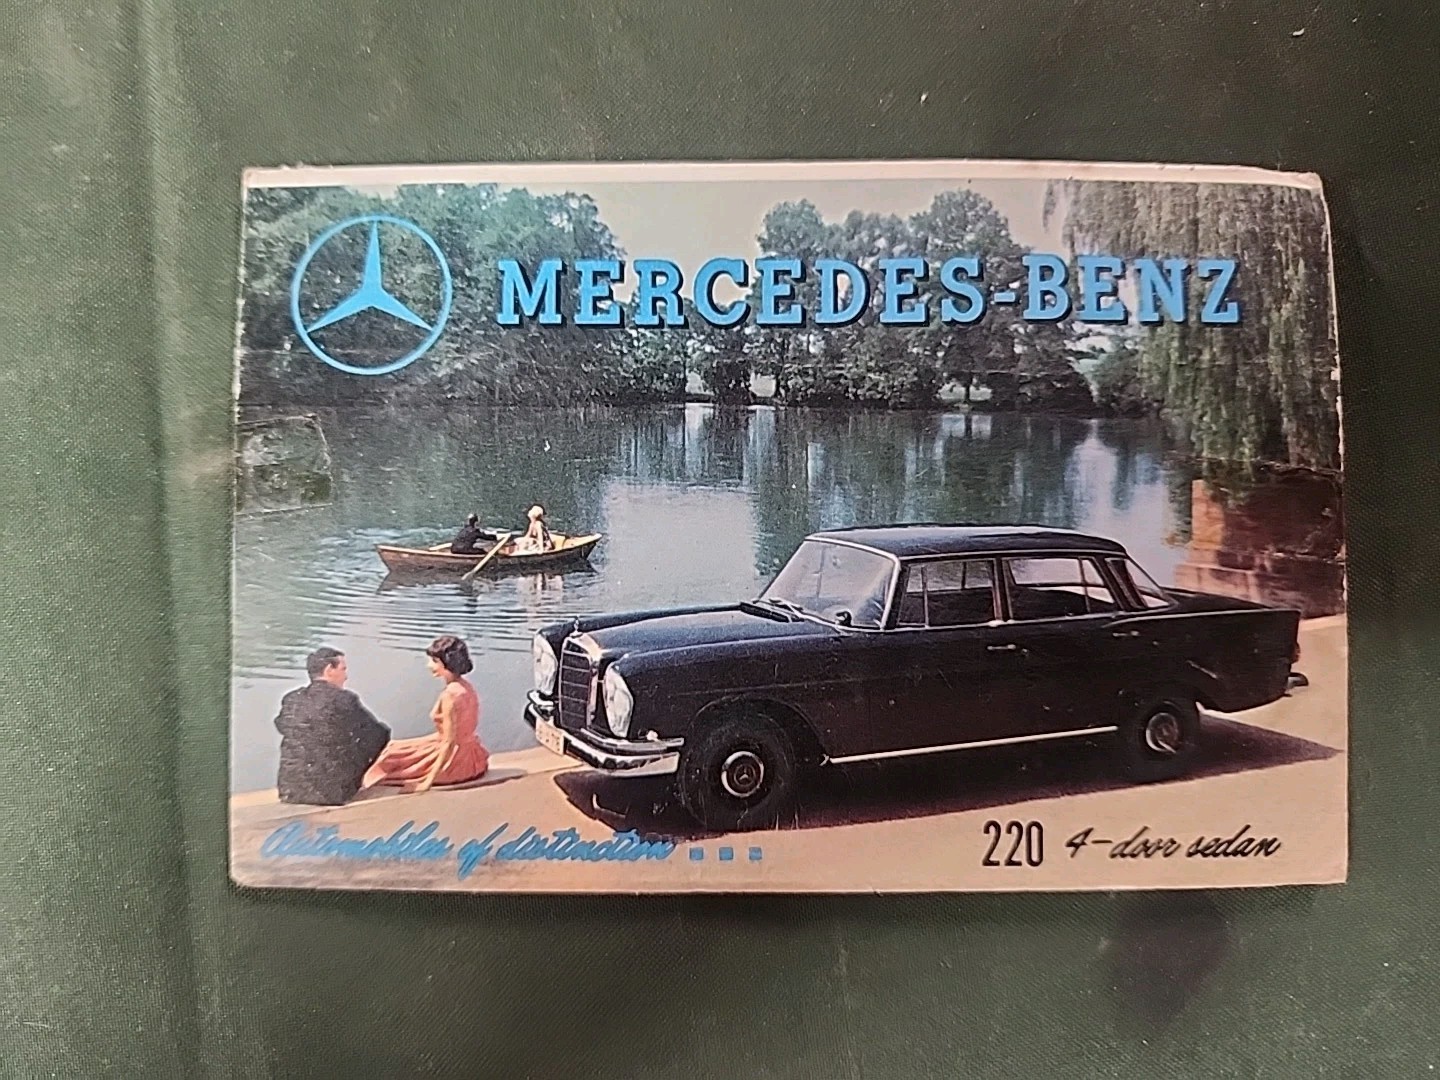 MERCEDES-BENZ
Automobiles of distinction ...
220 4-door sedan